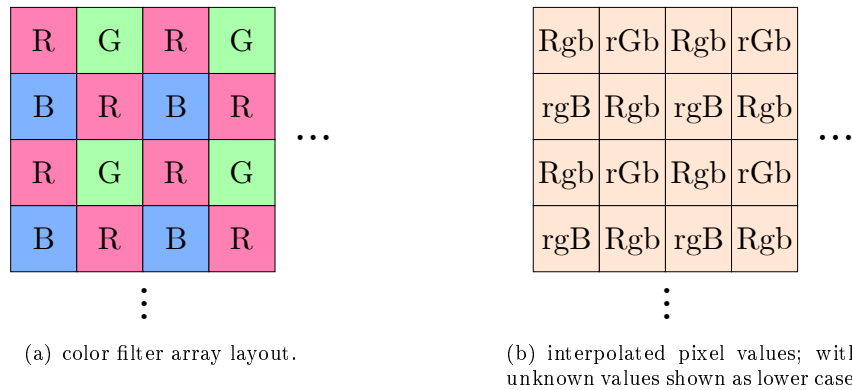 R G R G
B R B R
R G R G
B R B R
...
⋮
(a) color filter array layout.
Rgb rGb Rgb rGb
rgB Rgb rgB Rgb
Rgb rGb Rgb rGb
rgB Rgb rgB Rgb
...
⋮
(b) interpolated pixel values; with
unknown values shown as lower case